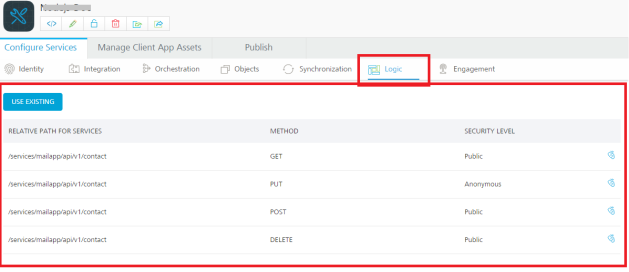 </>
Configure Services Manage Client App Assets Publish
Identity Integration Orchestration Objects Synchronization Logic Engagement
USE EXISTING
RELATIVE PATH FOR SERVICES METHOD SECURITY LEVEL
/services/mailapp/api/v1/contact GET Public
/services/mailapp/api/v1/contact PUT Anonymous
/services/mailapp/api/v1/contact POST Public
/services/mailapp/api/v1/contact DELETE Public